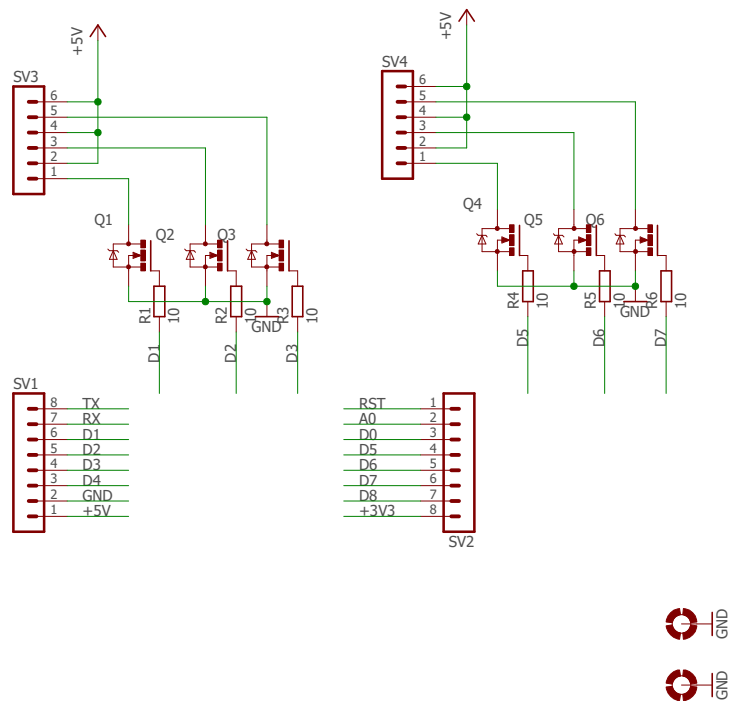 +5V
SV3
6
5
4
3
2
1
Q1
Q2
Q3
R1
10
R2
10
R3
10
GND
D1
D2
D3
+5V
SV4
6
5
4
3
2
1
Q4
Q5
Q6
R4
10
R5
10
R6
10
GND
D5
D6
D7
SV1
8 TX
7 RX
6 D1
5 D2
4 D3
3 D4
2 GND
1 +5V
RST 1
A0 2
D0 3
D5 4
D6 5
D7 6
D8 7
+3V3 8
SV2
GND
GND